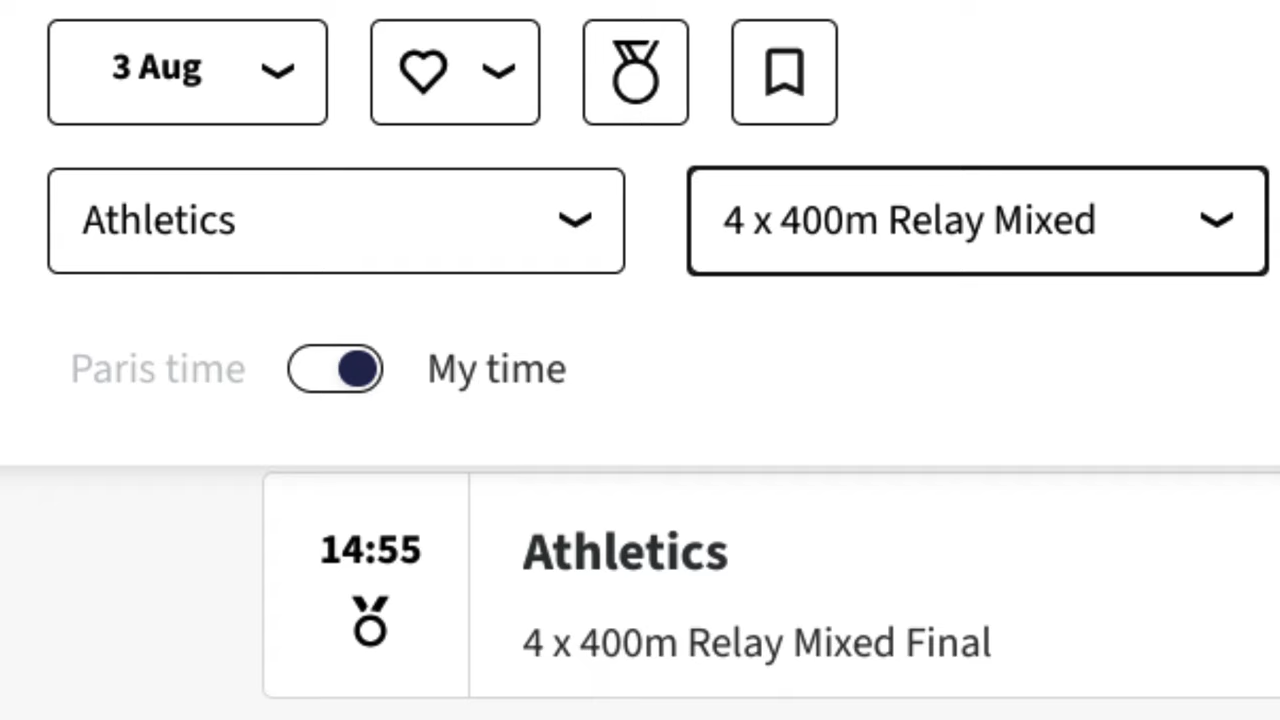 3 Aug
Athletics
4 x 400m Relay Mixed
Paris time
My time
14:55
Athletics
4 x 400m Relay Mixed Final